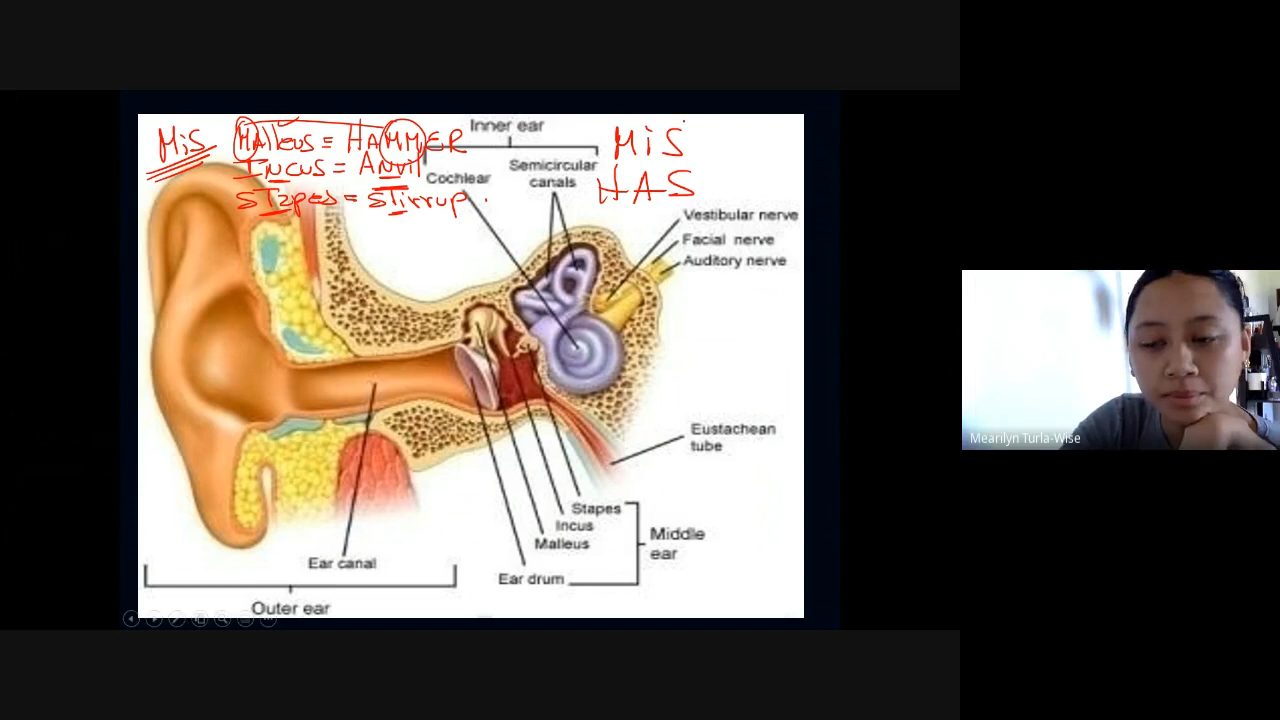 MiS
Malleus = HAMMER
Incus = ANVil
STapes = STirrup.
MiS
HAS
Inner ear
Cochlear
Semicircular
canals
Vestibular nerve
Facial nerve
Auditory nerve
Eustachean
tube
Stapes
Incus
Malleus
Ear drum
Middle
ear
Ear canal
Outer ear
Mearilyn Turla-Wise